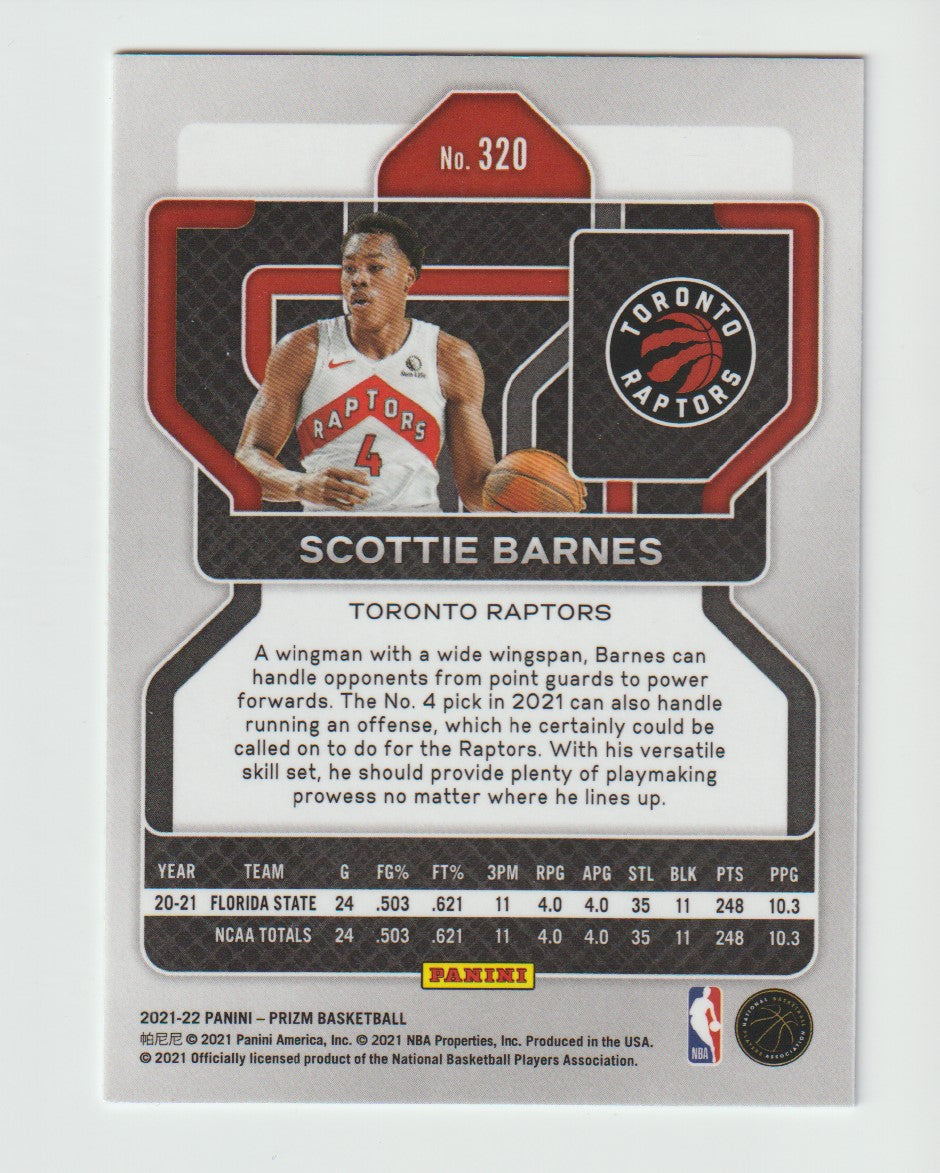 No. 320
TORONTO
RAPTORS
RAPTORS
4
SCOTTIE BARNES
TORONTO RAPTORS
A wingman with a wide wingspan, Barnes can
handle opponents from point guards to power
forwards. The No. 4 pick in 2021 can also handle
running an offense, which he certainly could be
called on to do for the Raptors. With his versatile
skill set, he should provide plenty of playmaking
prowess no matter where he lines up.
YEAR TEAM G FG% FT% 3PM RPG APG STL BLK PTS PPG
20-21 FLORIDA STATE 24 .503 .621 11 4.0 4.0 35 11 248 10.3
NCAA TOTALS 24 .503 .621 11 4.0 4.0 35 11 248 10.3
PANINI
2021-22 PANINI – PRIZM BASKETBALL
帕尼尼 © 2021 Panini America, Inc. © 2021 NBA Properties, Inc. Produced in the USA.
© 2021 Officially licensed product of the National Basketball Players Association.
NBA
NATIONAL BASKETBALL
PLAYERS ASSOCIATION